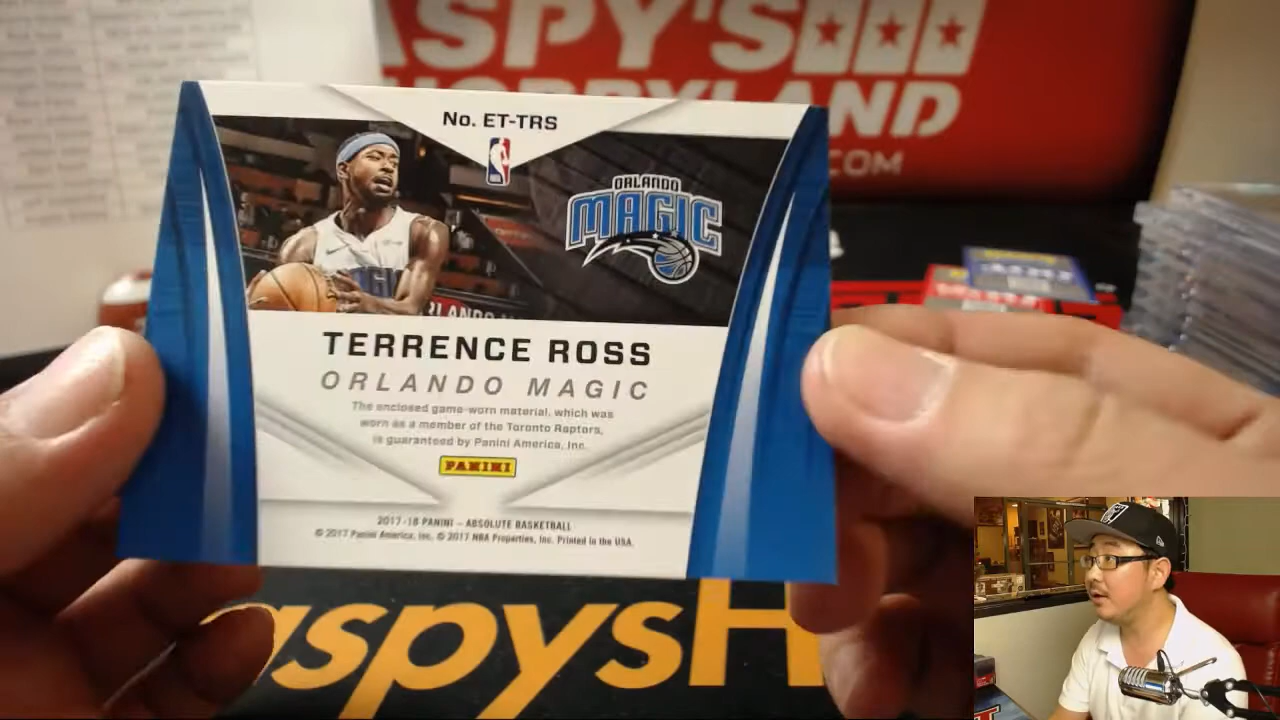 ASPY'S
HOBBYLAND
.COM
No. ET-TRS
NBA
ORLANDO
MAGIC
TERRENCE ROSS
ORLANDO MAGIC
The enclosed game-worn material, which was
worn as a member of the Toronto Raptors,
is guaranteed by Panini America, Inc.
PANINI
2017-18 PANINI – ABSOLUTE BASKETBALL
© 2017 Panini America, Inc. © 2017 NBA Properties, Inc. Printed in the USA.
aspysH